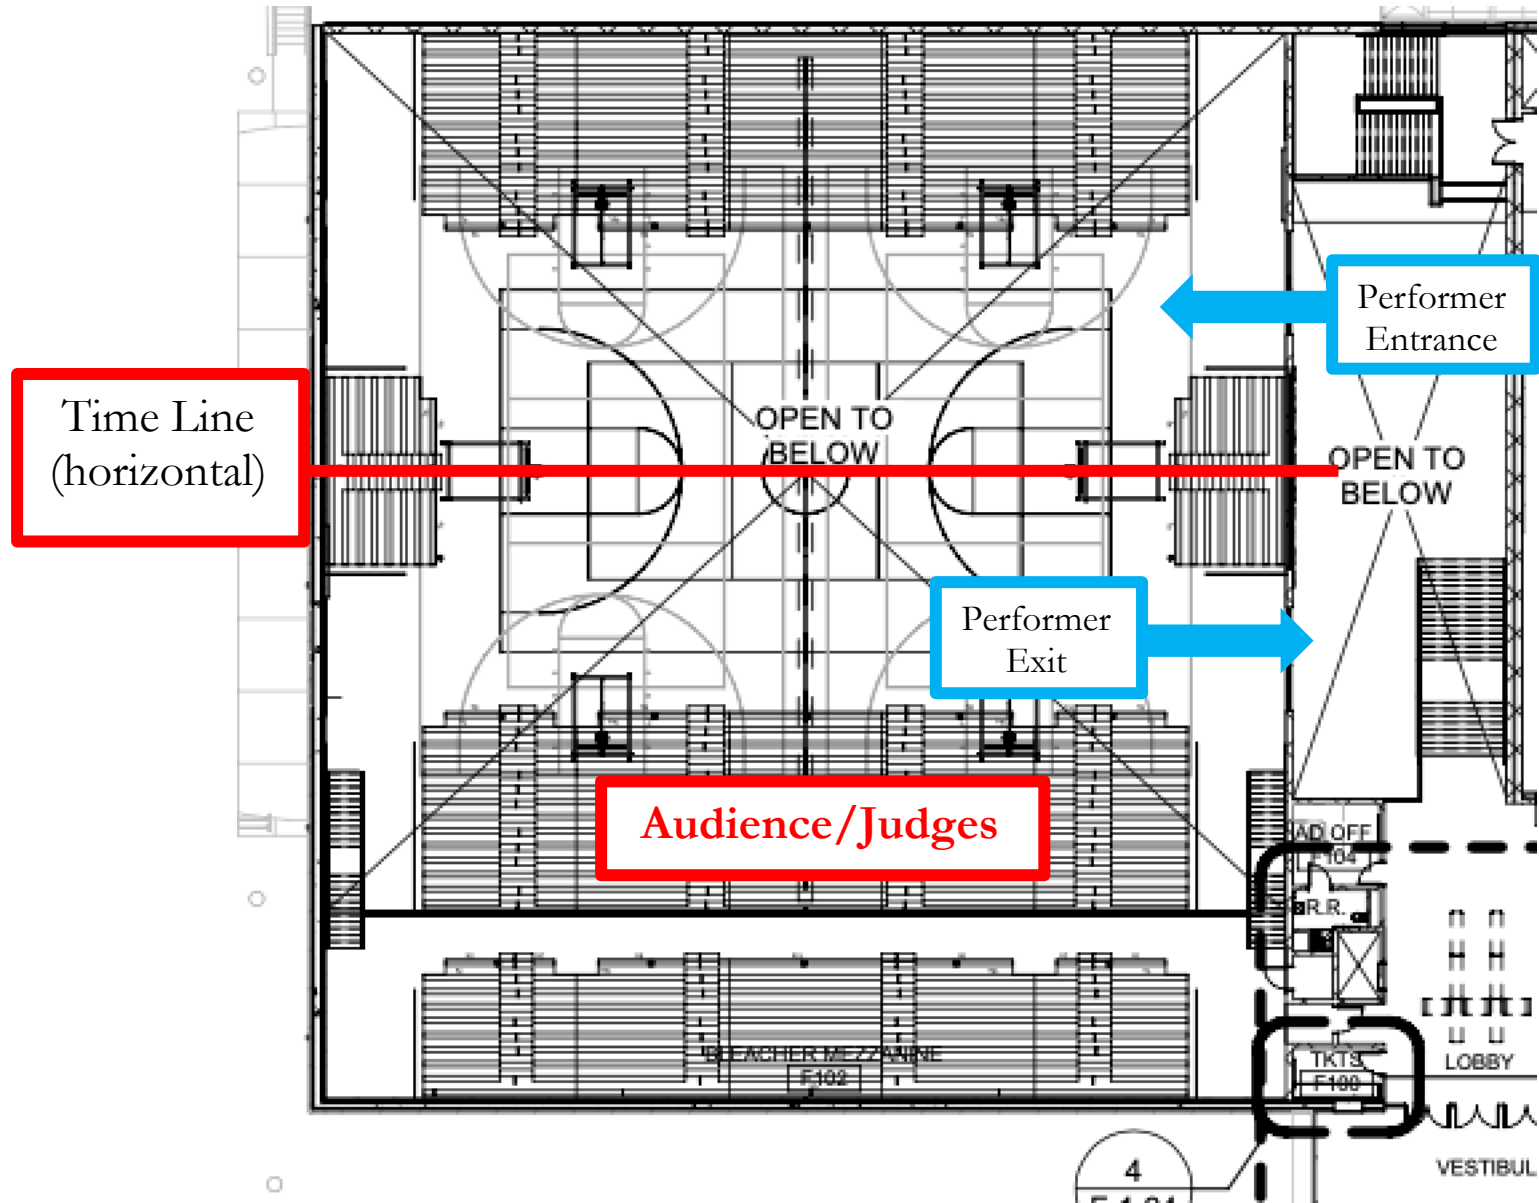 Performer
Entrance
Time Line
(horizontal)
OPEN TO
BELOW
OPEN TO
BELOW
Performer
Exit
Audience/Judges
AD OFF
F104
R.R.
BLEACHER MEZZANINE
F102
TKTS
F100
LOBBY
4
VESTIBUL